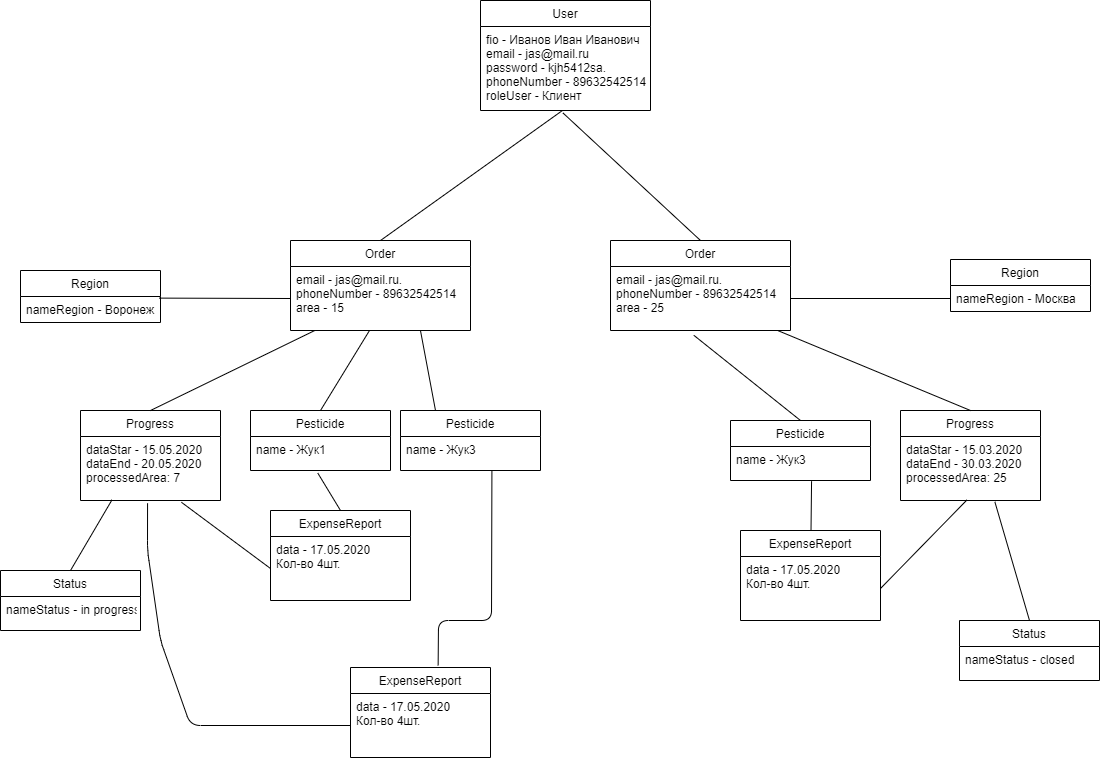 User
fio - Иванов Иван Иванович
email - jas@mail.ru
password - kjh5412sa.
phoneNumber - 89632542514
roleUser - Клиент
Order
email - jas@mail.ru.
phoneNumber - 89632542514
area - 15
Order
email - jas@mail.ru.
phoneNumber - 89632542514
area - 25
Region
nameRegion - Воронеж
Region
nameRegion - Москва
Progress
dataStar - 15.05.2020
dataEnd - 20.05.2020
processedArea: 7
Pesticide
name - Жук1
Pesticide
name - Жук3
Pesticide
name - Жук3
Progress
dataStar - 15.03.2020
dataEnd - 30.03.2020
processedArea: 25
ExpenseReport
data - 17.05.2020
Кол-во 4шт.
ExpenseReport
data - 17.05.2020
Кол-во 4шт.
Status
nameStatus - in progress
Status
nameStatus - closed
ExpenseReport
data - 17.05.2020
Кол-во 4шт.